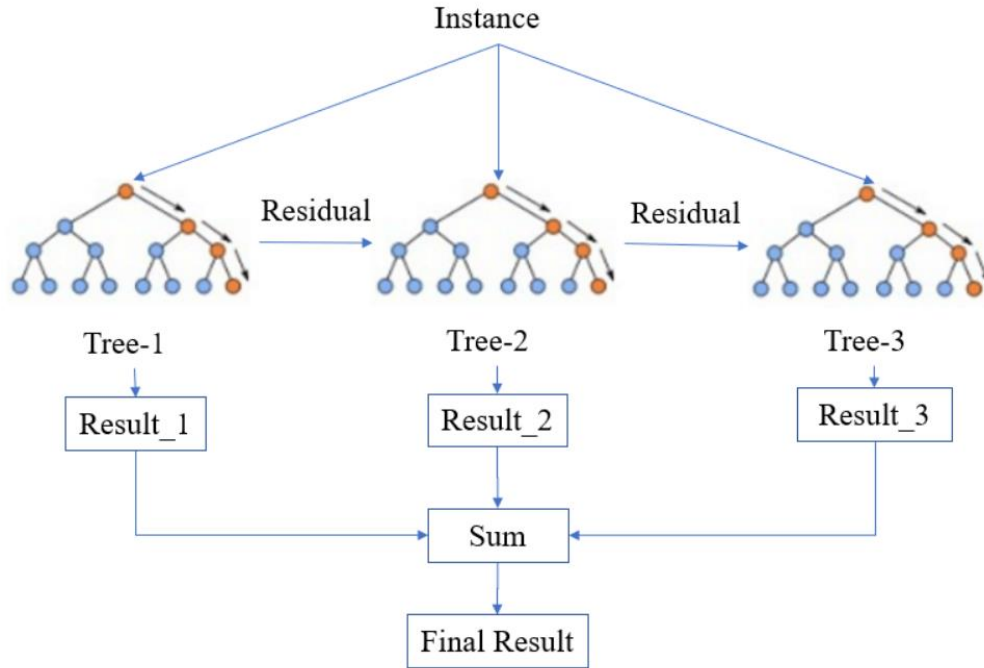 Instance
Residual
Residual
Tree-1
Tree-2
Tree-3
Result_1
Result_2
Result_3
Sum
Final Result